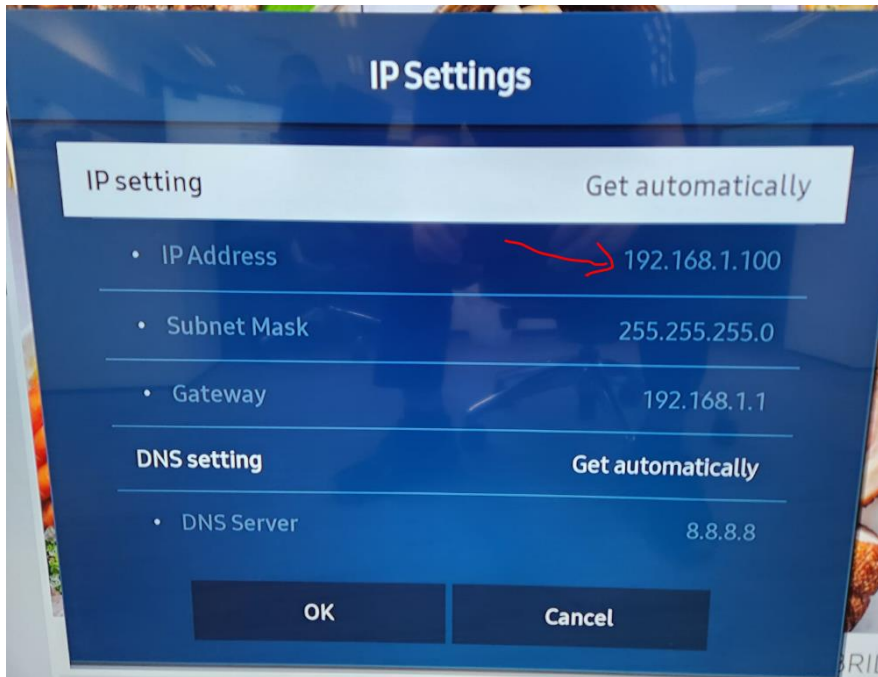 IP Settings
IP setting Get automatically
• IP Address 192.168.1.100
• Subnet Mask 255.255.255.0
• Gateway 192.168.1.1
DNS setting Get automatically
• DNS Server 8.8.8.8
OK Cancel